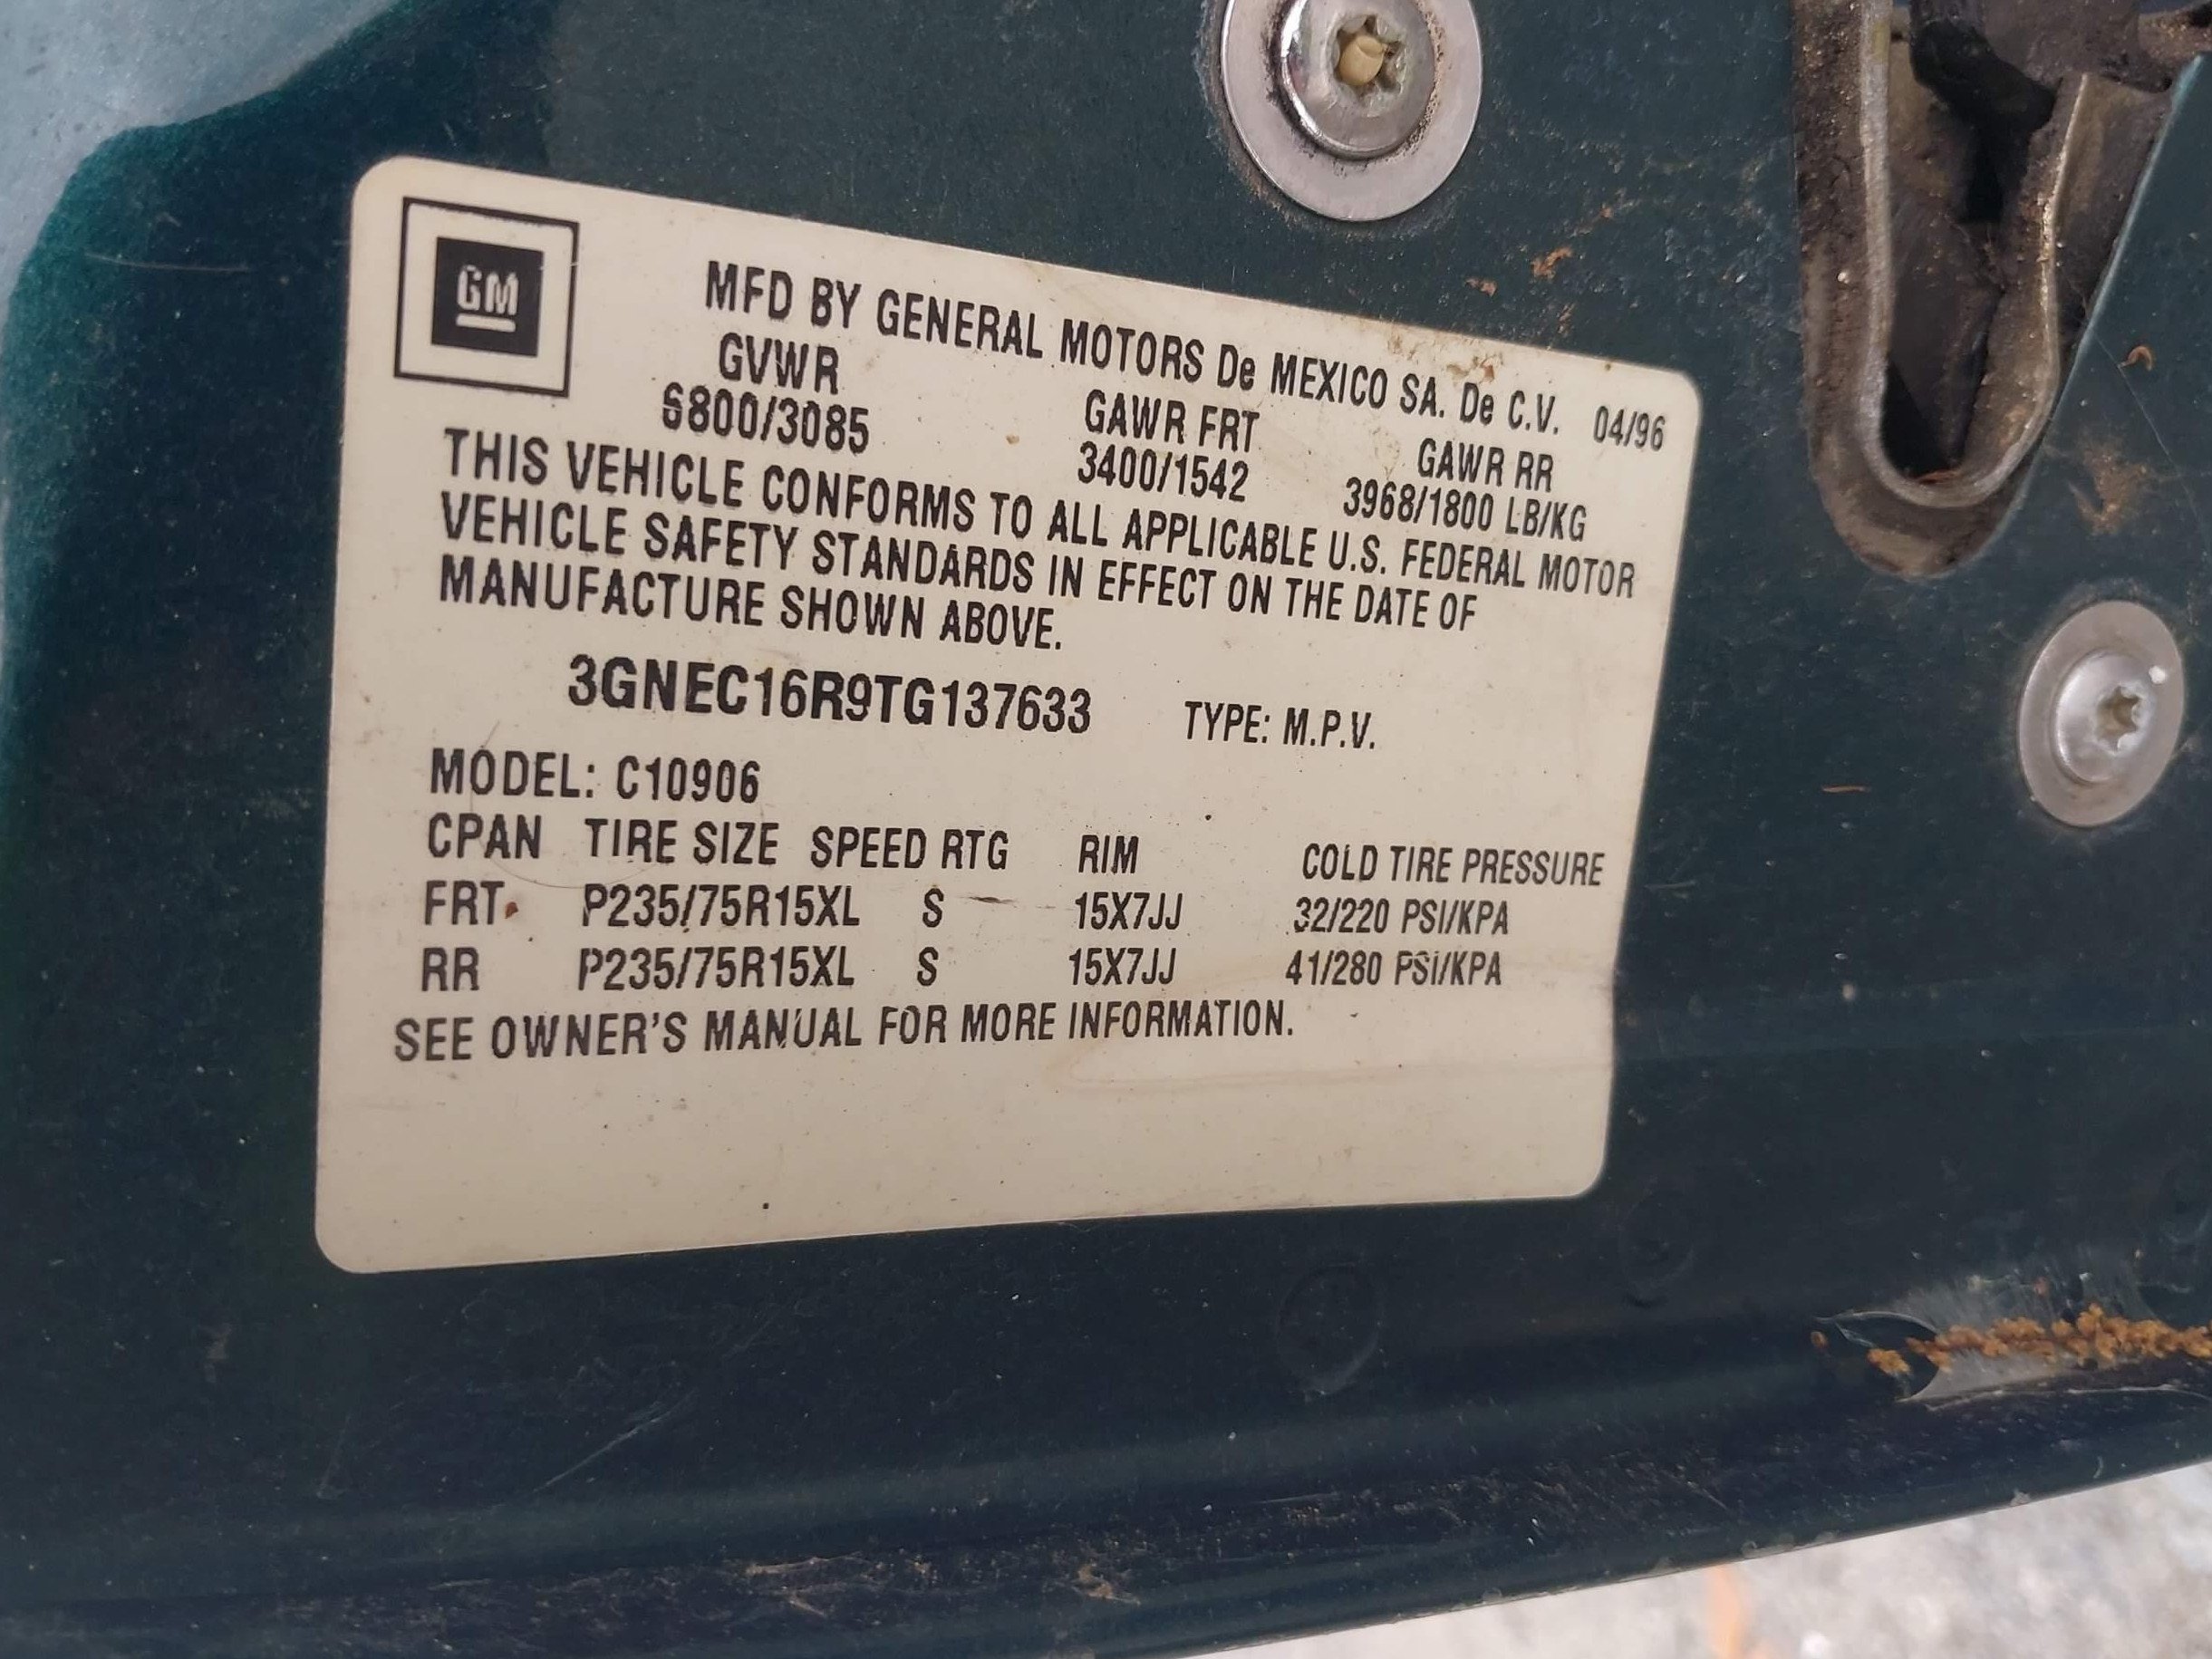 GM
MFD BY GENERAL MOTORS De MEXICO SA. De C.V. 04/96
GVWR GAWR FRT GAWR RR
6800/3085 3400/1542 3968/1800 LB/KG
THIS VEHICLE CONFORMS TO ALL APPLICABLE U.S. FEDERAL MOTOR
VEHICLE SAFETY STANDARDS IN EFFECT ON THE DATE OF
MANUFACTURE SHOWN ABOVE.
3GNEC16R9TG137633 TYPE: M.P.V.
MODEL: C10906
CPAN TIRE SIZE SPEED RTG RIM COLD TIRE PRESSURE
FRT P235/75R15XL S 15X7JJ 32/220 PSI/KPA
RR P235/75R15XL S 15X7JJ 41/280 PSI/KPA
SEE OWNER'S MANUAL FOR MORE INFORMATION.